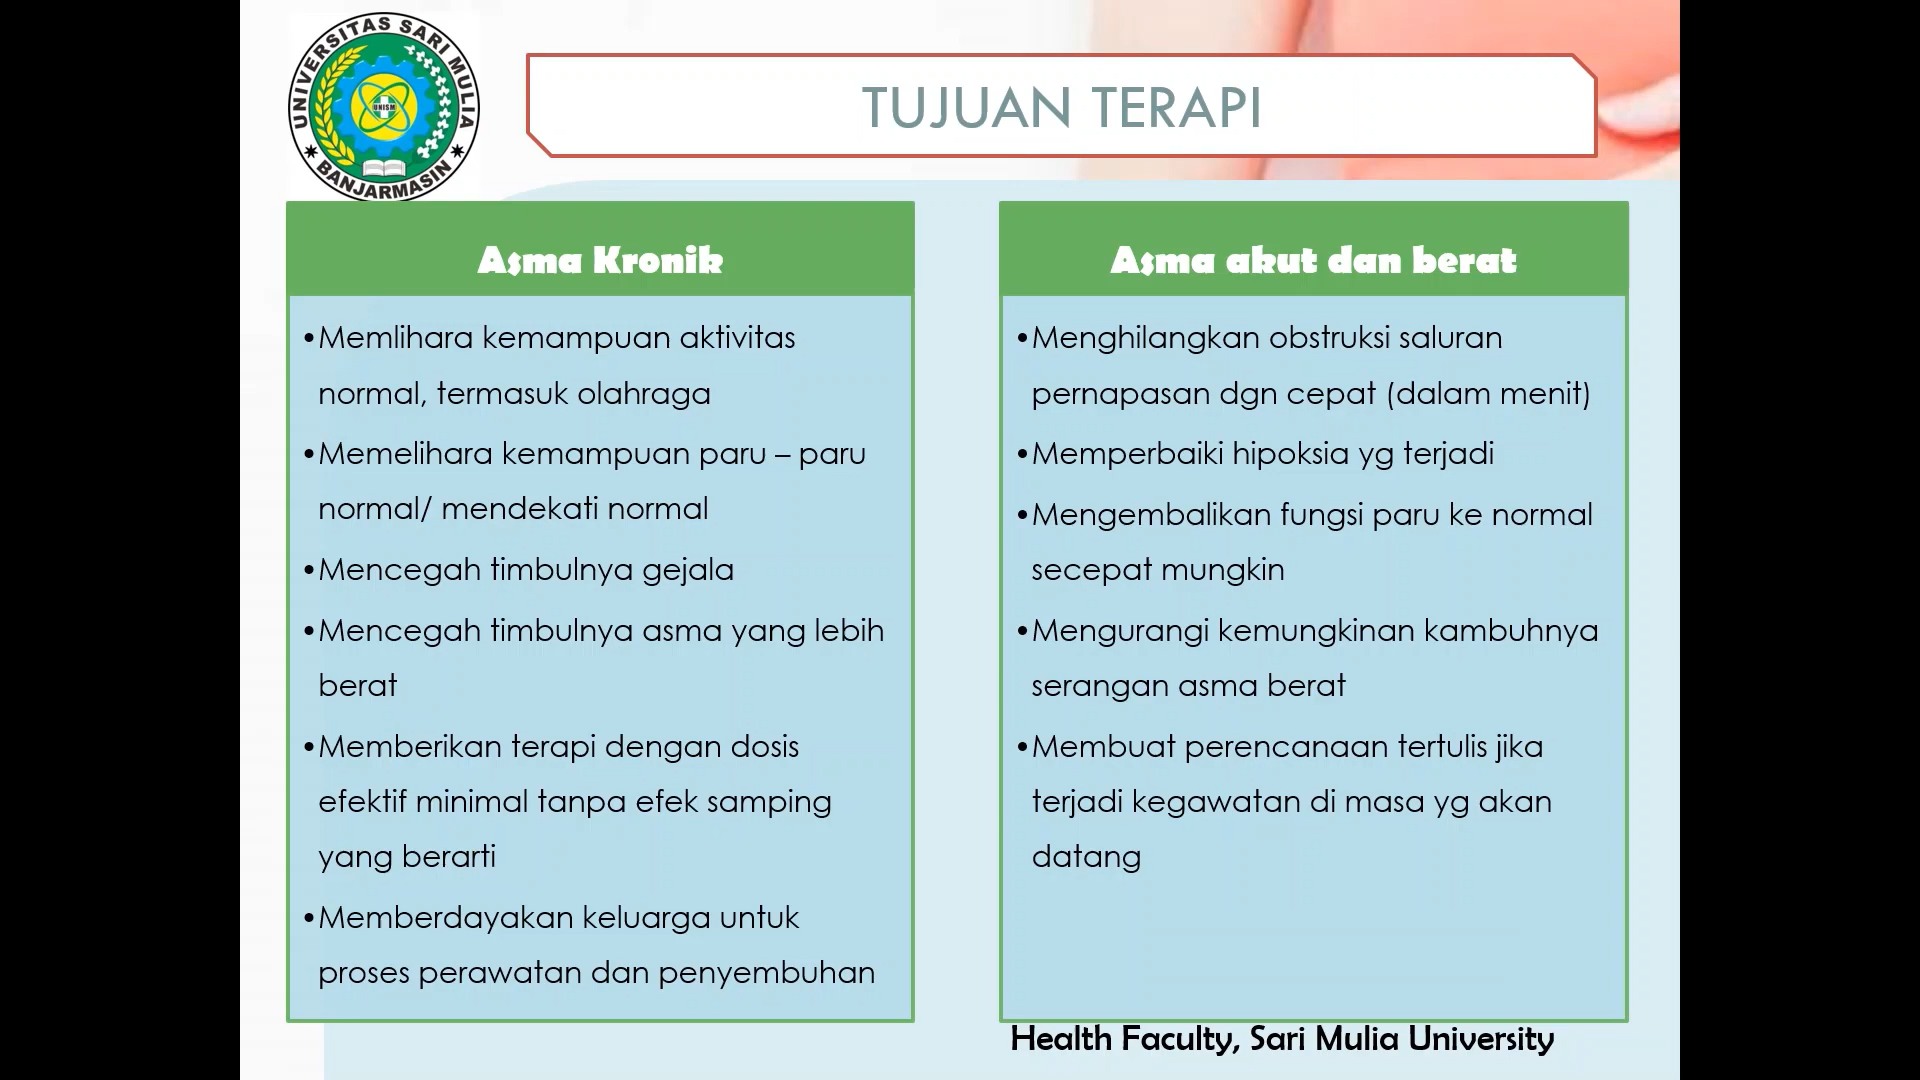 UNIVERSITAS SARI MULIA
UNISM
BANJARMASIN
TUJUAN TERAPI
Asma Kronik
•Memlihara kemampuan aktivitas
normal, termasuk olahraga
•Memelihara kemampuan paru – paru
normal/ mendekati normal
•Mencegah timbulnya gejala
•Mencegah timbulnya asma yang lebih
berat
•Memberikan terapi dengan dosis
efektif minimal tanpa efek samping
yang berarti
•Memberdayakan keluarga untuk
proses perawatan dan penyembuhan
Asma akut dan berat
•Menghilangkan obstruksi saluran
pernapasan dgn cepat (dalam menit)
•Memperbaiki hipoksia yg terjadi
•Mengembalikan fungsi paru ke normal
secepat mungkin
•Mengurangi kemungkinan kambuhnya
serangan asma berat
•Membuat perencanaan tertulis jika
terjadi kegawatan di masa yg akan
datang
Health Faculty, Sari Mulia University